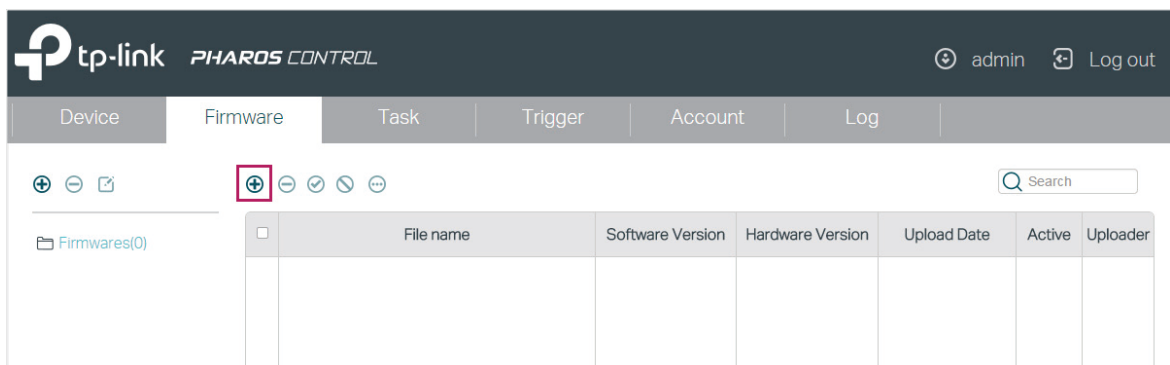 tp-link PHAROS CONTROL admin Log out
Device Firmware Task Trigger Account Log
Search
Firmwares(0)
File name Software Version Hardware Version Upload Date Active Uploader